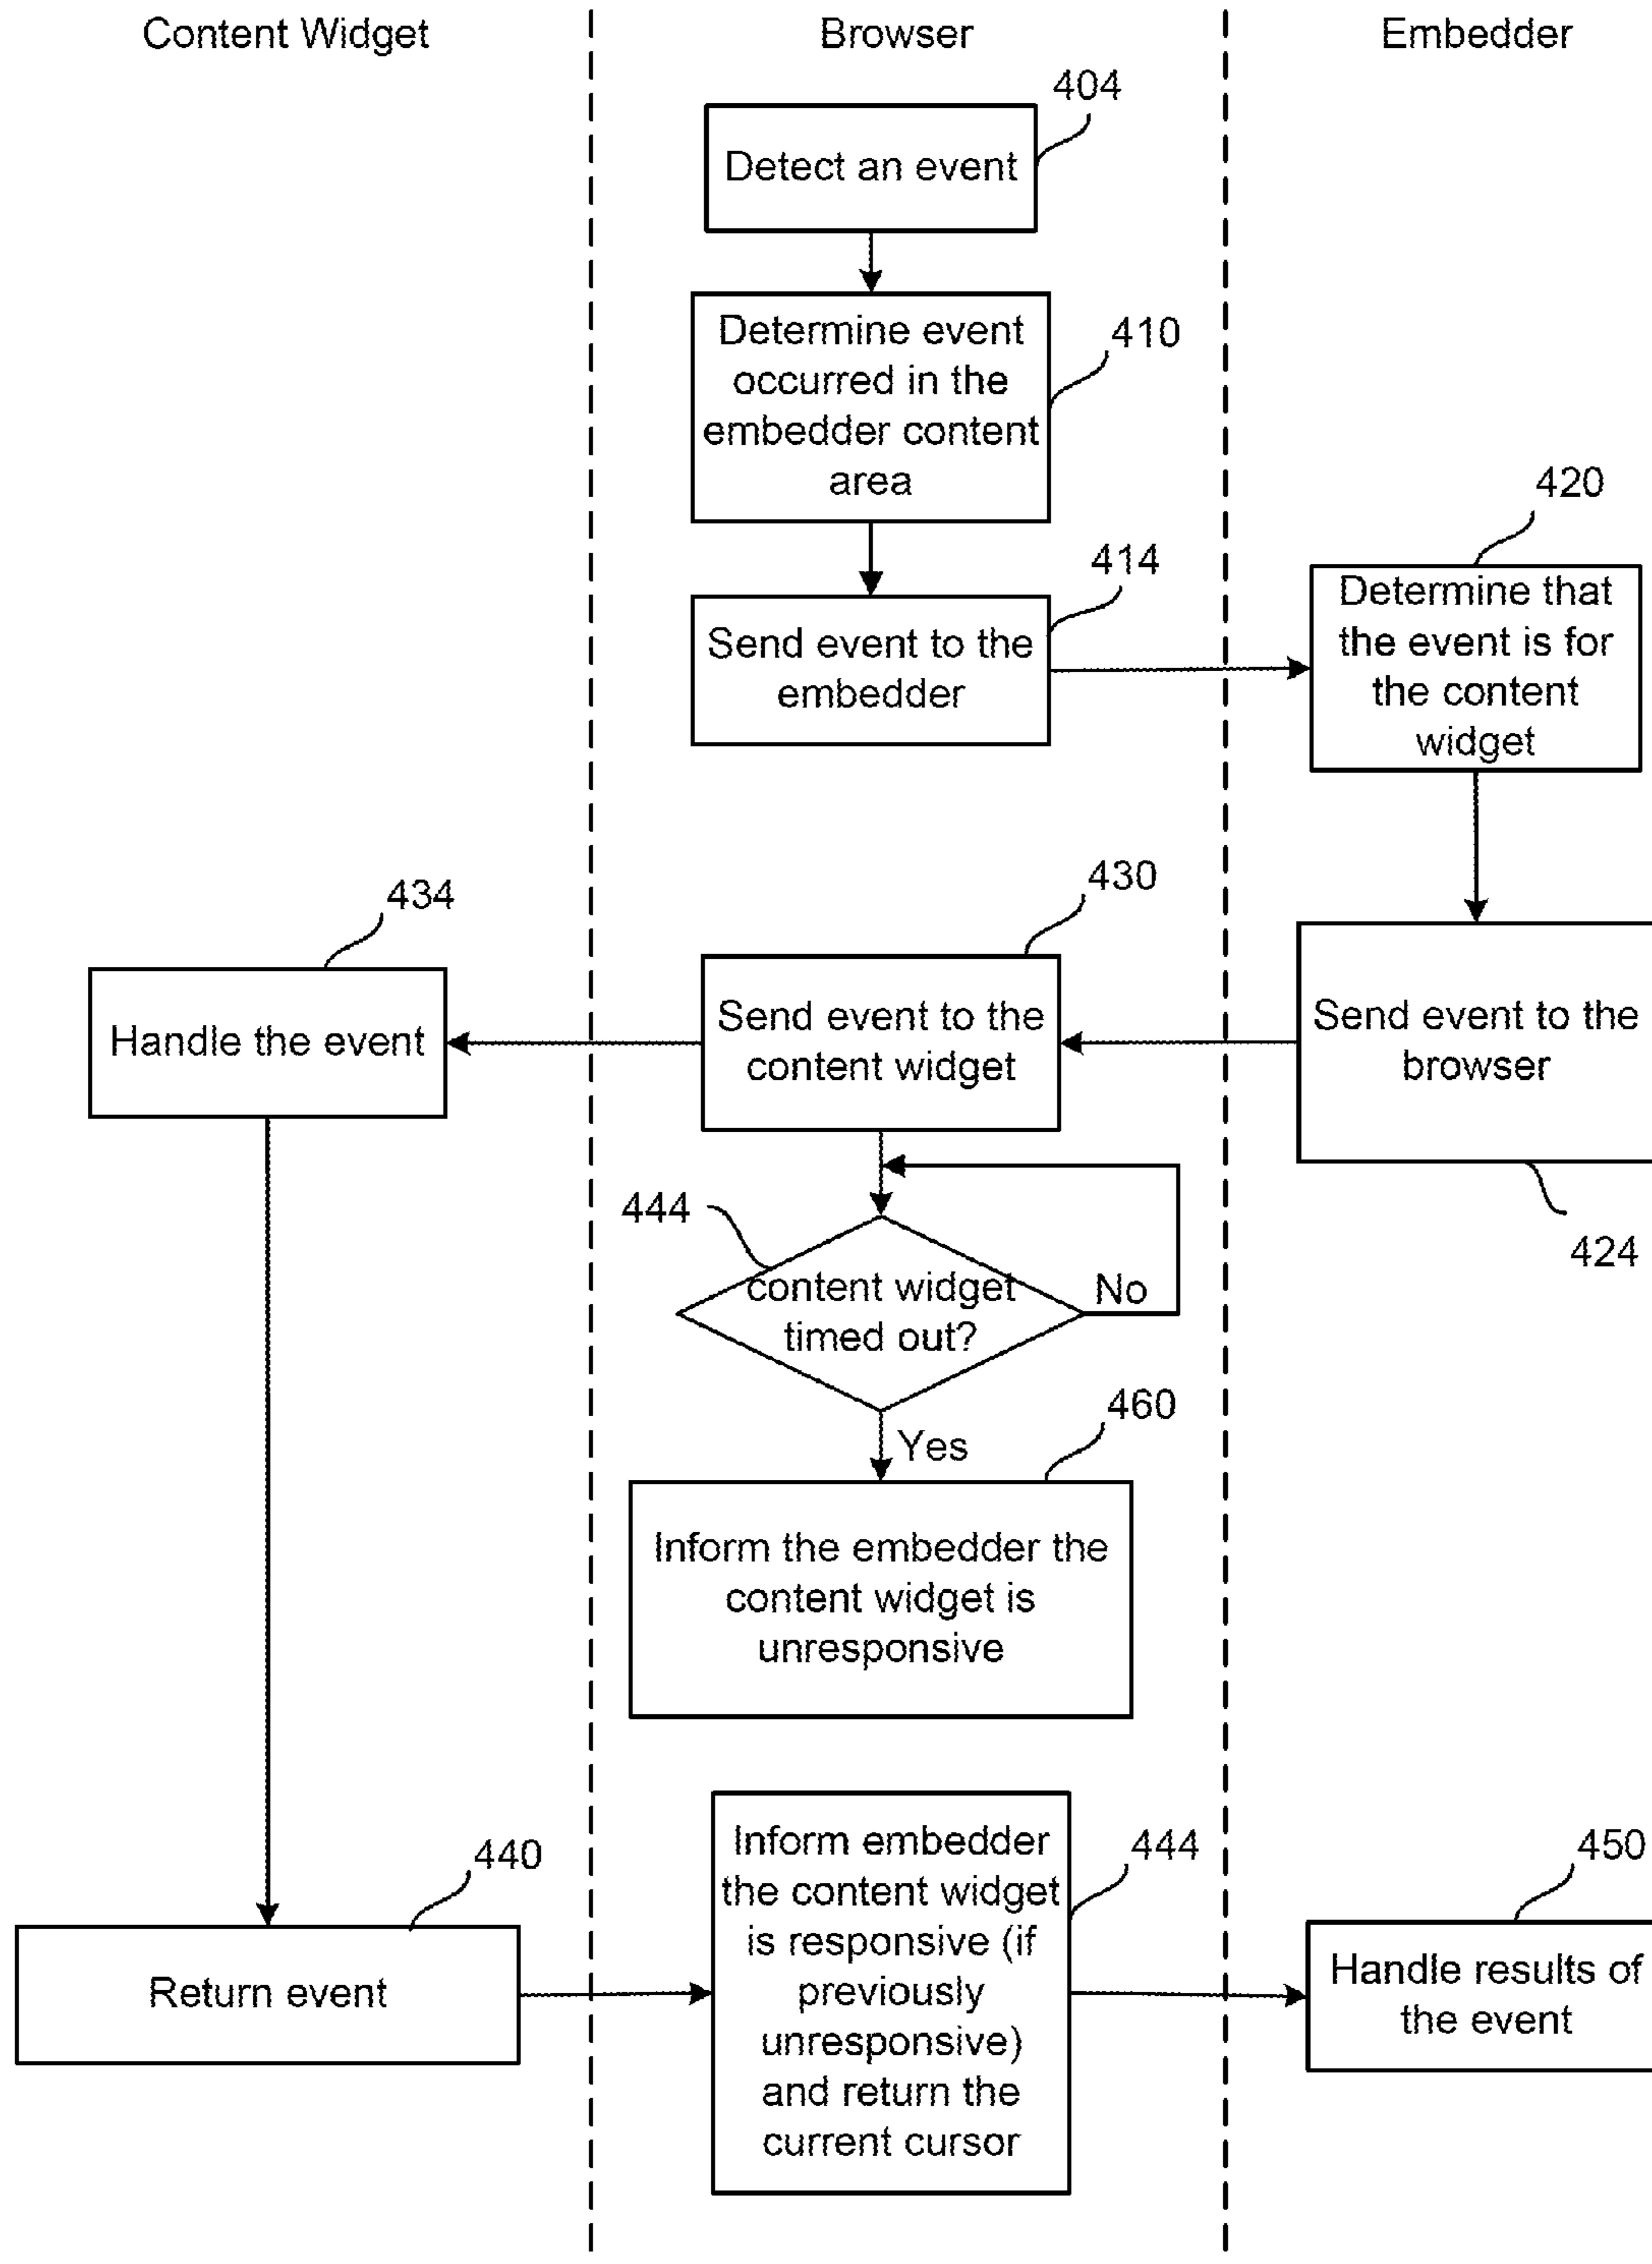 Content Widget
Browser
Embedder
404
Detect an event
Determine event
occurred in the
embedder content
area
410
414
Send event to the
embedder
420
Determine that
the event is for
the content
widget
434
Handle the event
430
Send event to the
content widget
Send event to the
browser
424
444
content widget
timed out?
No
Yes
460
Inform the embedder the
content widget is
unresponsive
440
Return event
Inform embedder
the content widget
is responsive (if
previously
unresponsive)
and return the
current cursor
444
450
Handle results of
the event